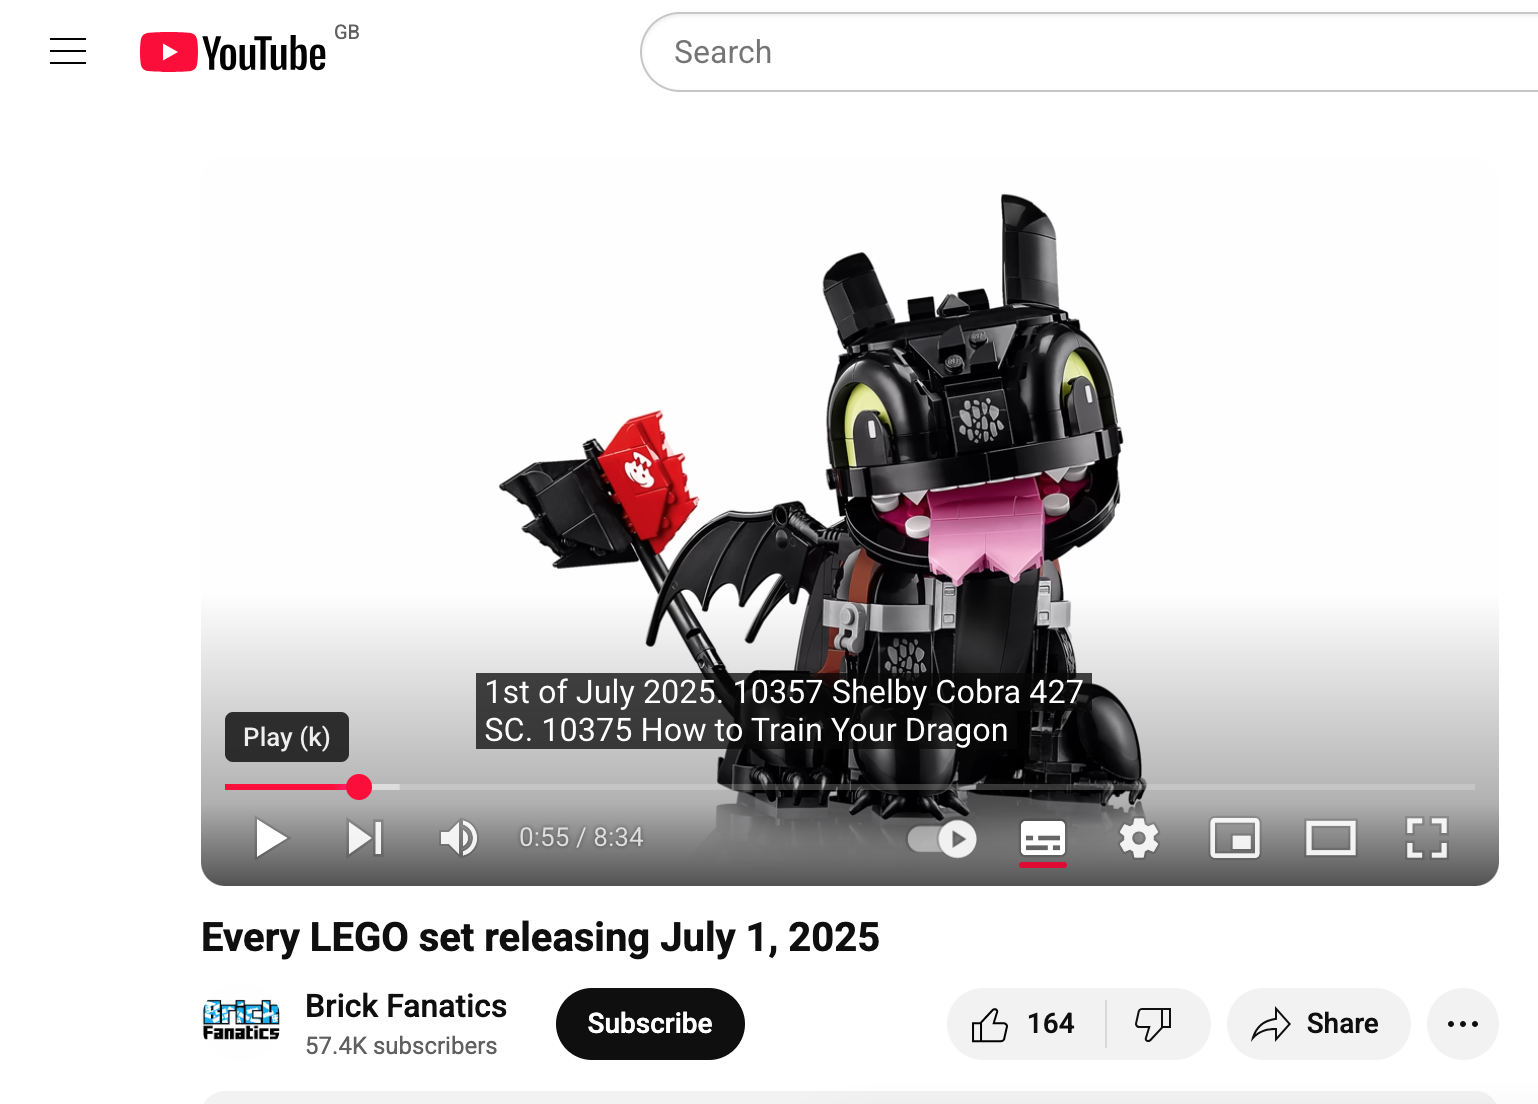 YouTube GB
Search
1st of July 2025. 10357 Shelby Cobra 427
SC. 10375 How to Train Your Dragon
Play (k)
0:55 / 8:34
Every LEGO set releasing July 1, 2025
Brick Fanatics
Brick Fanatics
57.4K subscribers
Subscribe
164
Share